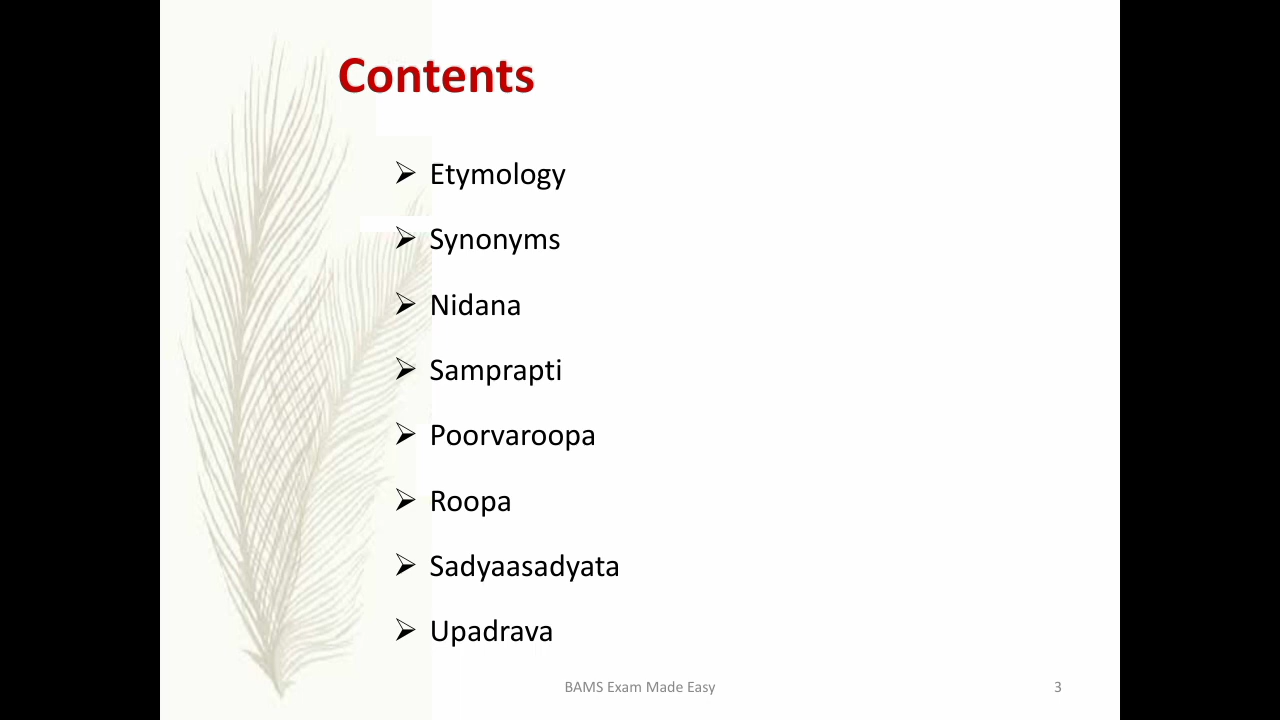 Contents
➢ Etymology
➢ Synonyms
➢ Nidana
➢ Samprapti
➢ Poorvaroopa
➢ Roopa
➢ Sadyaasadyata
➢ Upadrava
BAMS Exam Made Easy
3